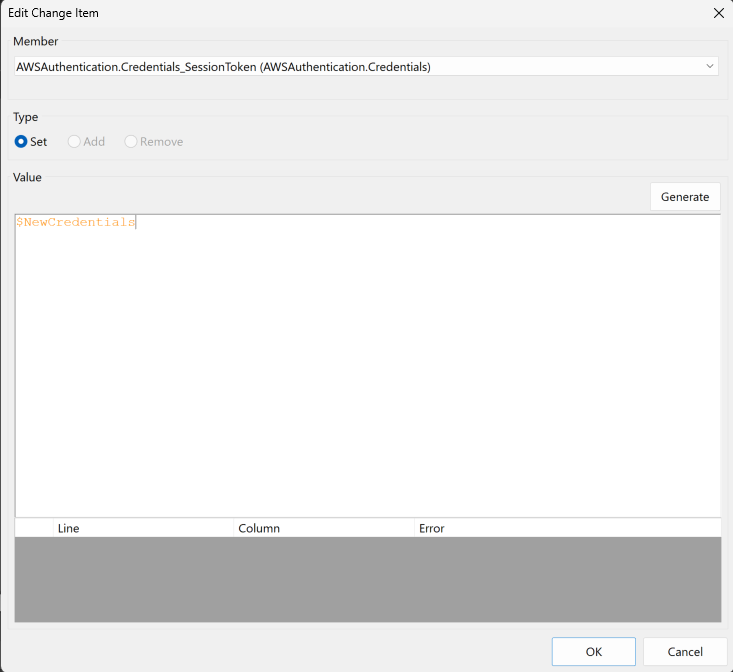 Edit Change Item
Member
AWSAuthentication.Credentials_SessionToken (AWSAuthentication.Credentials)
Type
Set Add Remove
Value
Generate
$NewCredentials
Line Column Error
OK Cancel